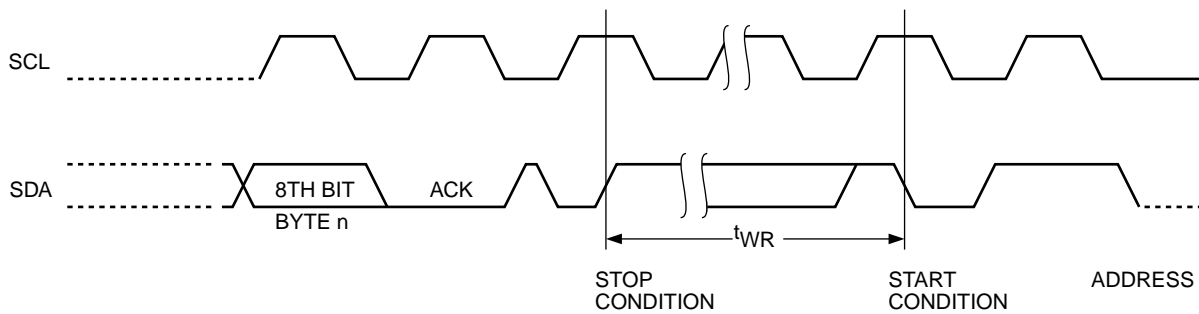 SCL
SDA
8TH BIT
ACK
BYTE n
tWR
STOP
CONDITION
START
CONDITION
ADDRESS